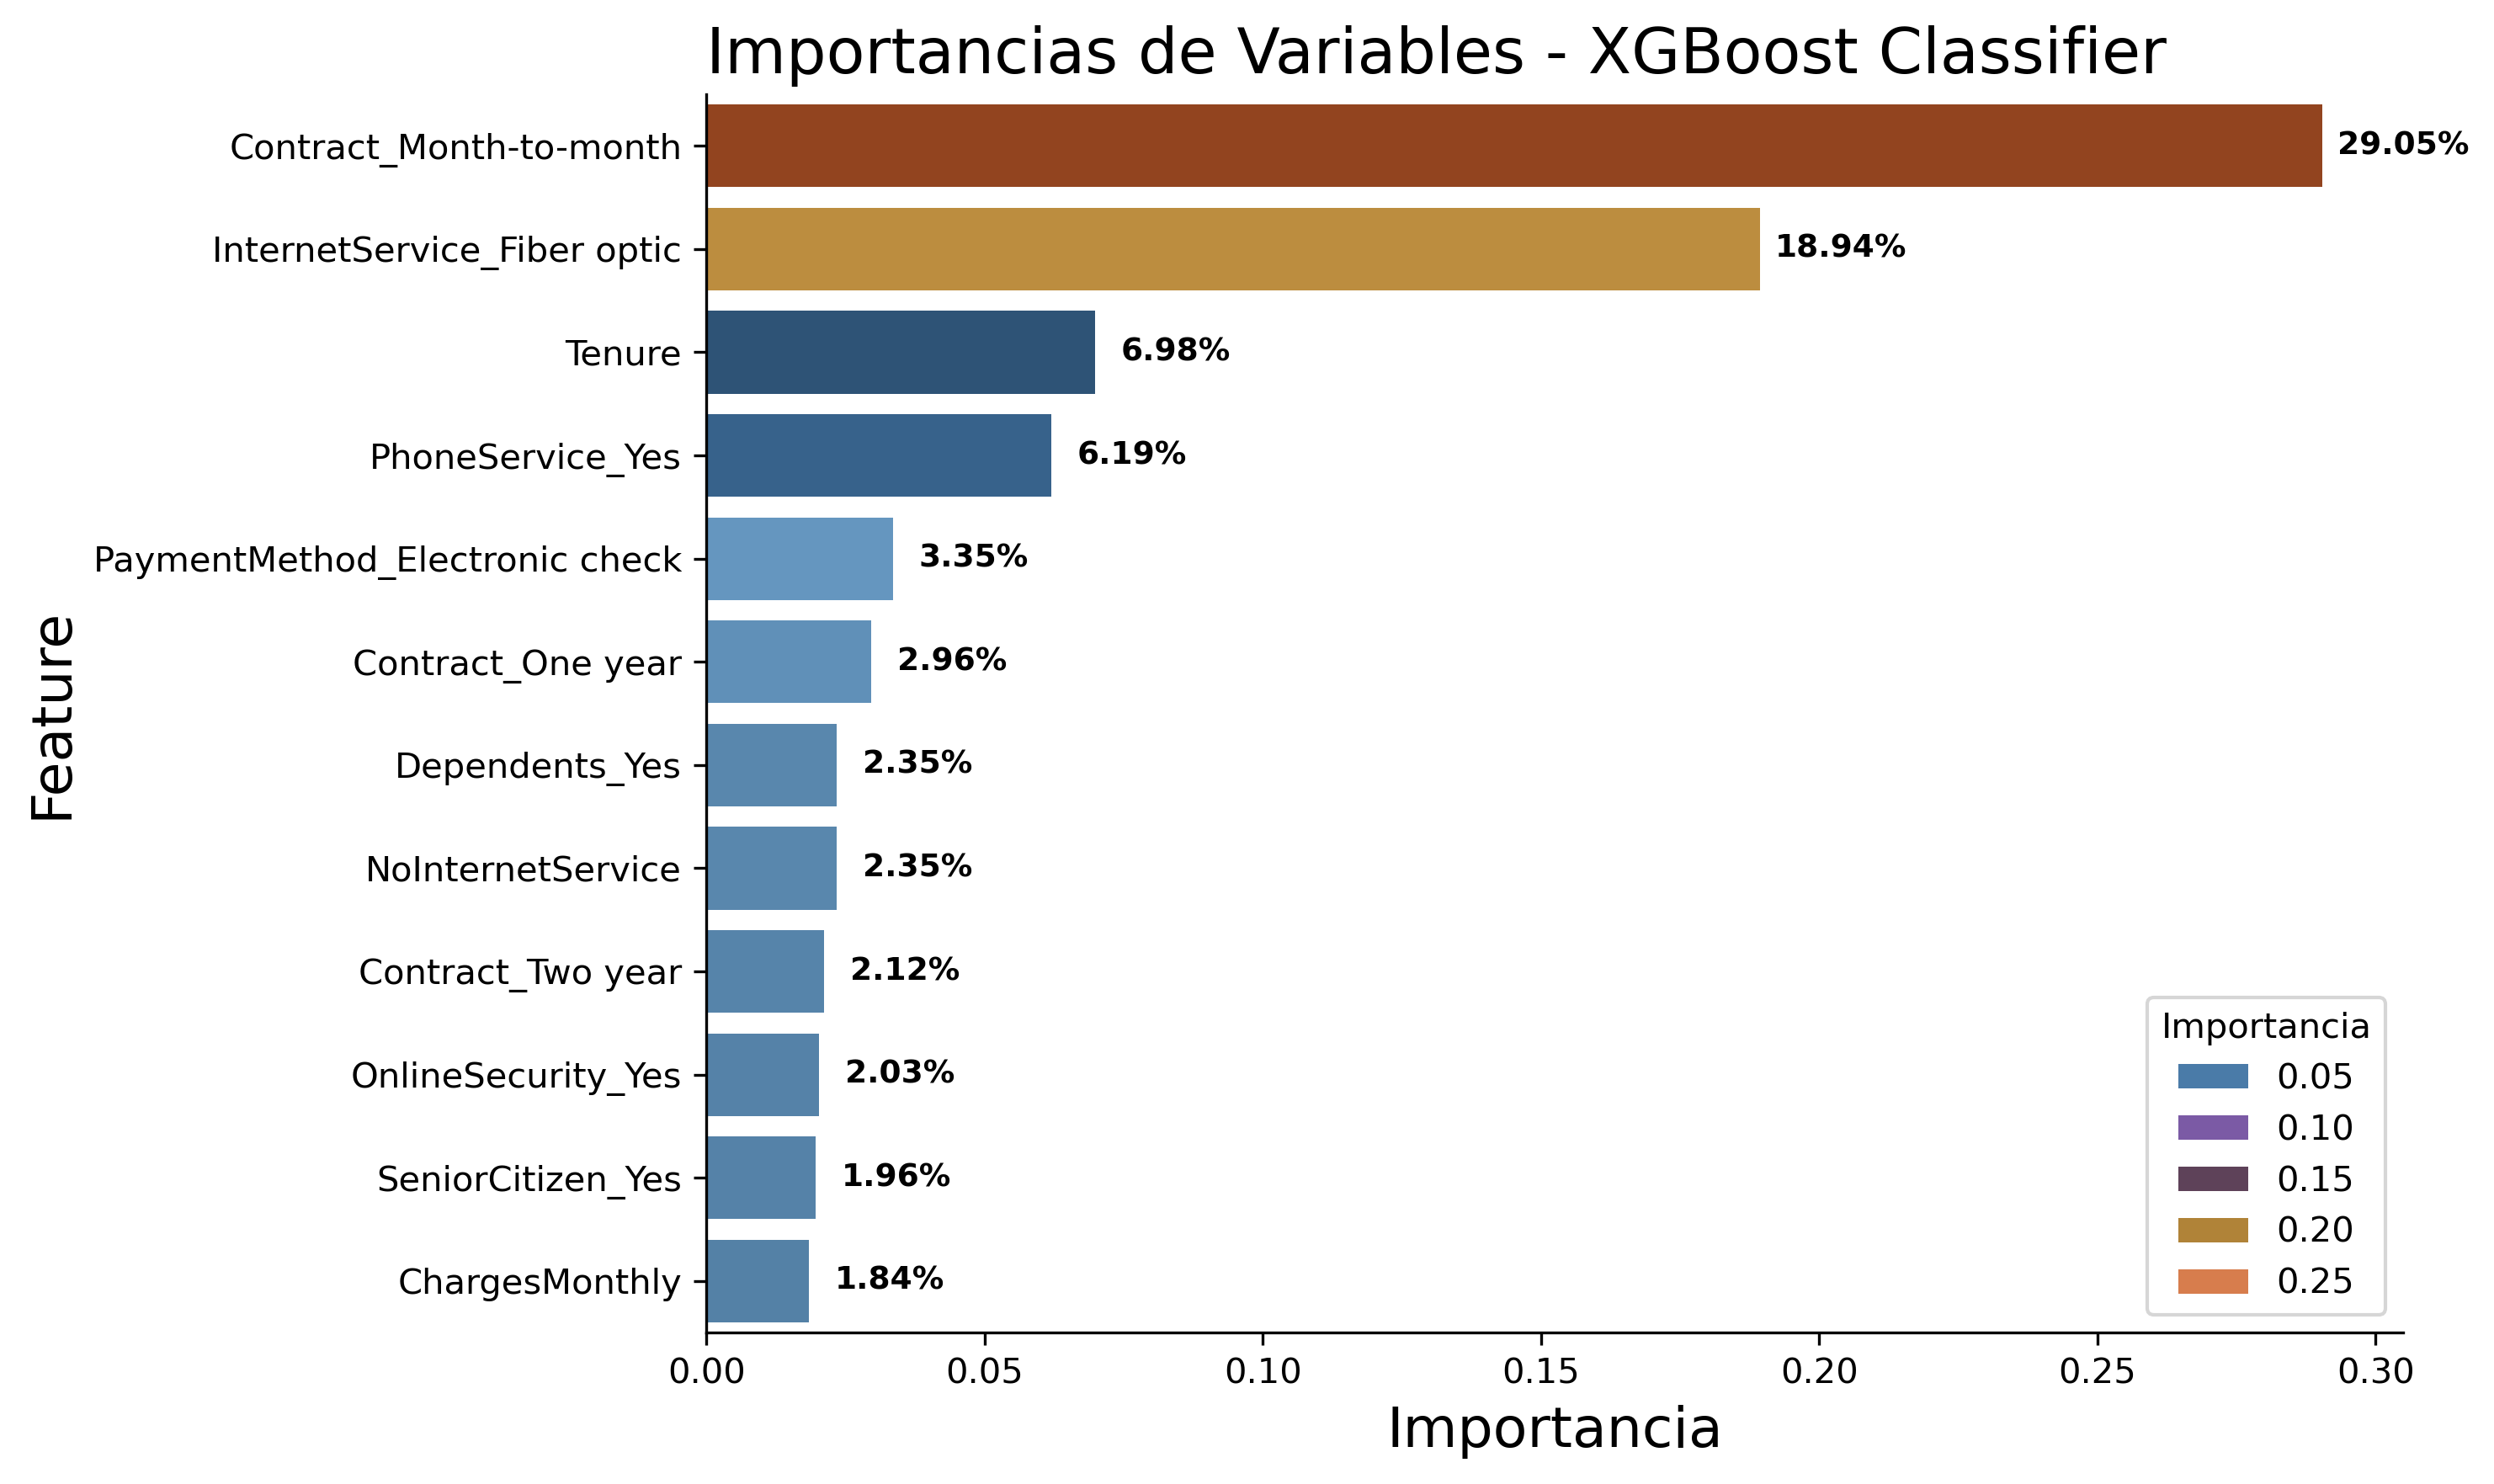 Importancias de Variables - XGBoost Classifier
Feature
Contract_Month-to-month 29.05%
InternetService_Fiber optic 18.94%
Tenure 6.98%
PhoneService_Yes 6.19%
PaymentMethod_Electronic check 3.35%
Contract_One year 2.96%
Dependents_Yes 2.35%
NoInternetService 2.35%
Contract_Two year 2.12%
OnlineSecurity_Yes 2.03%
SeniorCitizen_Yes 1.96%
ChargesMonthly 1.84%
Importancia
0.05
0.10
0.15
0.20
0.25
0.00 0.05 0.10 0.15 0.20 0.25 0.30
Importancia